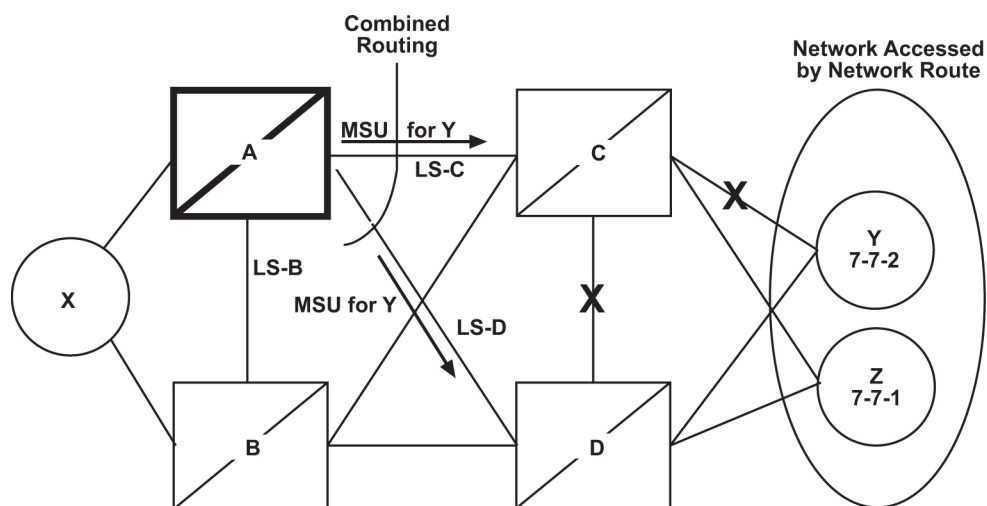 Combined
Routing
Network Accessed
by Network Route
A
MSU for Y
LS-C
C
X
Y
7-7-2
LS-B
X
MSU for Y
X
LS-D
Z
7-7-1
B
D